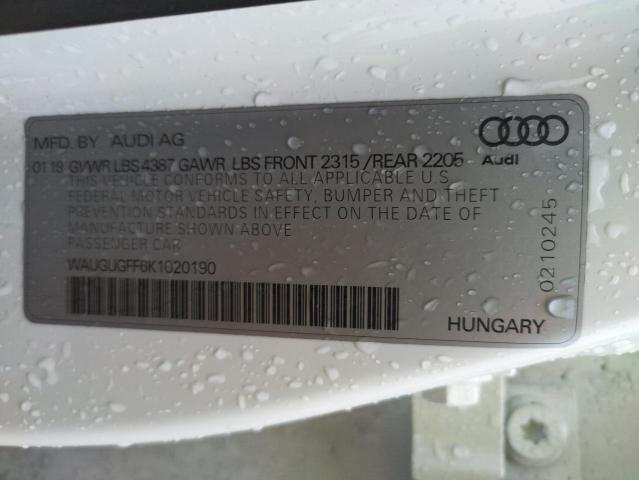 MFD. BY AUDI AG
01 19 GVWR LBS 4387 GAWR LBS FRONT 2315 / REAR 2205
Audi
THIS VEHICLE CONFORMS TO ALL APPLICABLE U.S.
FEDERAL MOTOR VEHICLE SAFETY, BUMPER AND THEFT
PREVENTION STANDARDS IN EFFECT ON THE DATE OF
MANUFACTURE SHOWN ABOVE
PASSENGER CAR
WAUGUGFF6K1020190
HUNGARY
0210245